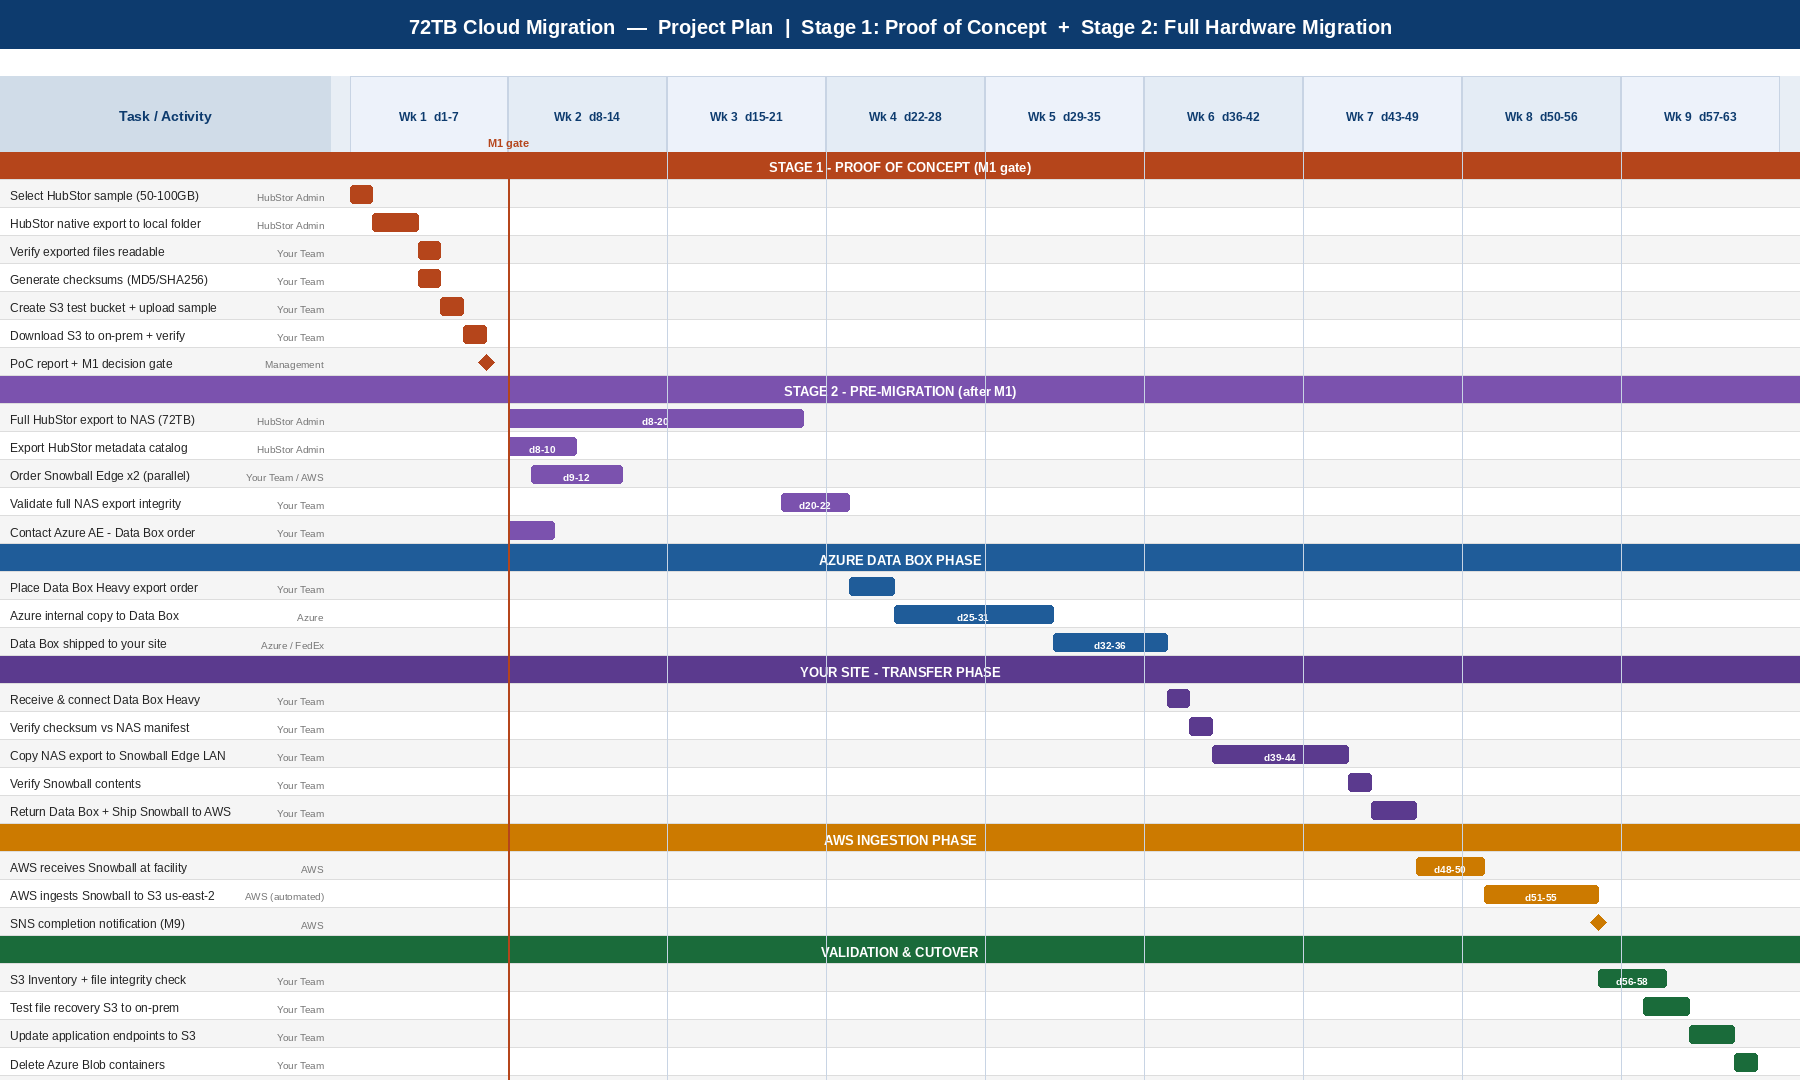 72TB Cloud Migration — Project Plan | Stage 1: Proof of Concept + Stage 2: Full Hardware Migration
Task / Activity Wk 1 d1-7 Wk 2 d8-14 Wk 3 d15-21 Wk 4 d22-28 Wk 5 d29-35 Wk 6 d36-42 Wk 7 d43-49 Wk 8 d50-56 Wk 9 d57-63
M1 gate
STAGE 1 - PROOF OF CONCEPT (M1 gate)
Select HubStor sample (50-100GB) HubStor Admin
HubStor native export to local folder HubStor Admin
Verify exported files readable Your Team
Generate checksums (MD5/SHA256) Your Team
Create S3 test bucket + upload sample Your Team
Download S3 to on-prem + verify Your Team
PoC report + M1 decision gate Management
STAGE 2 - PRE-MIGRATION (after M1)
Full HubStor export to NAS (72TB) HubStor Admin d8-20
Export HubStor metadata catalog HubStor Admin d8-10
Order Snowball Edge x2 (parallel) Your Team / AWS d9-12
Validate full NAS export integrity Your Team d20-22
Contact Azure AE - Data Box order Your Team
AZURE DATA BOX PHASE
Place Data Box Heavy export order Your Team
Azure internal copy to Data Box Azure d25-31
Data Box shipped to your site Azure / FedEx d32-36
YOUR SITE - TRANSFER PHASE
Receive & connect Data Box Heavy Your Team
Verify checksum vs NAS manifest Your Team
Copy NAS export to Snowball Edge LAN Your Team d39-44
Verify Snowball contents Your Team
Return Data Box + Ship Snowball to AWS Your Team
AWS INGESTION PHASE
AWS receives Snowball at facility AWS d48-50
AWS ingests Snowball to S3 us-east-2 AWS (automated) d51-55
SNS completion notification (M9) AWS
VALIDATION & CUTOVER
S3 Inventory + file integrity check Your Team d56-58
Test file recovery S3 to on-prem Your Team
Update application endpoints to S3 Your Team
Delete Azure Blob containers Your Team